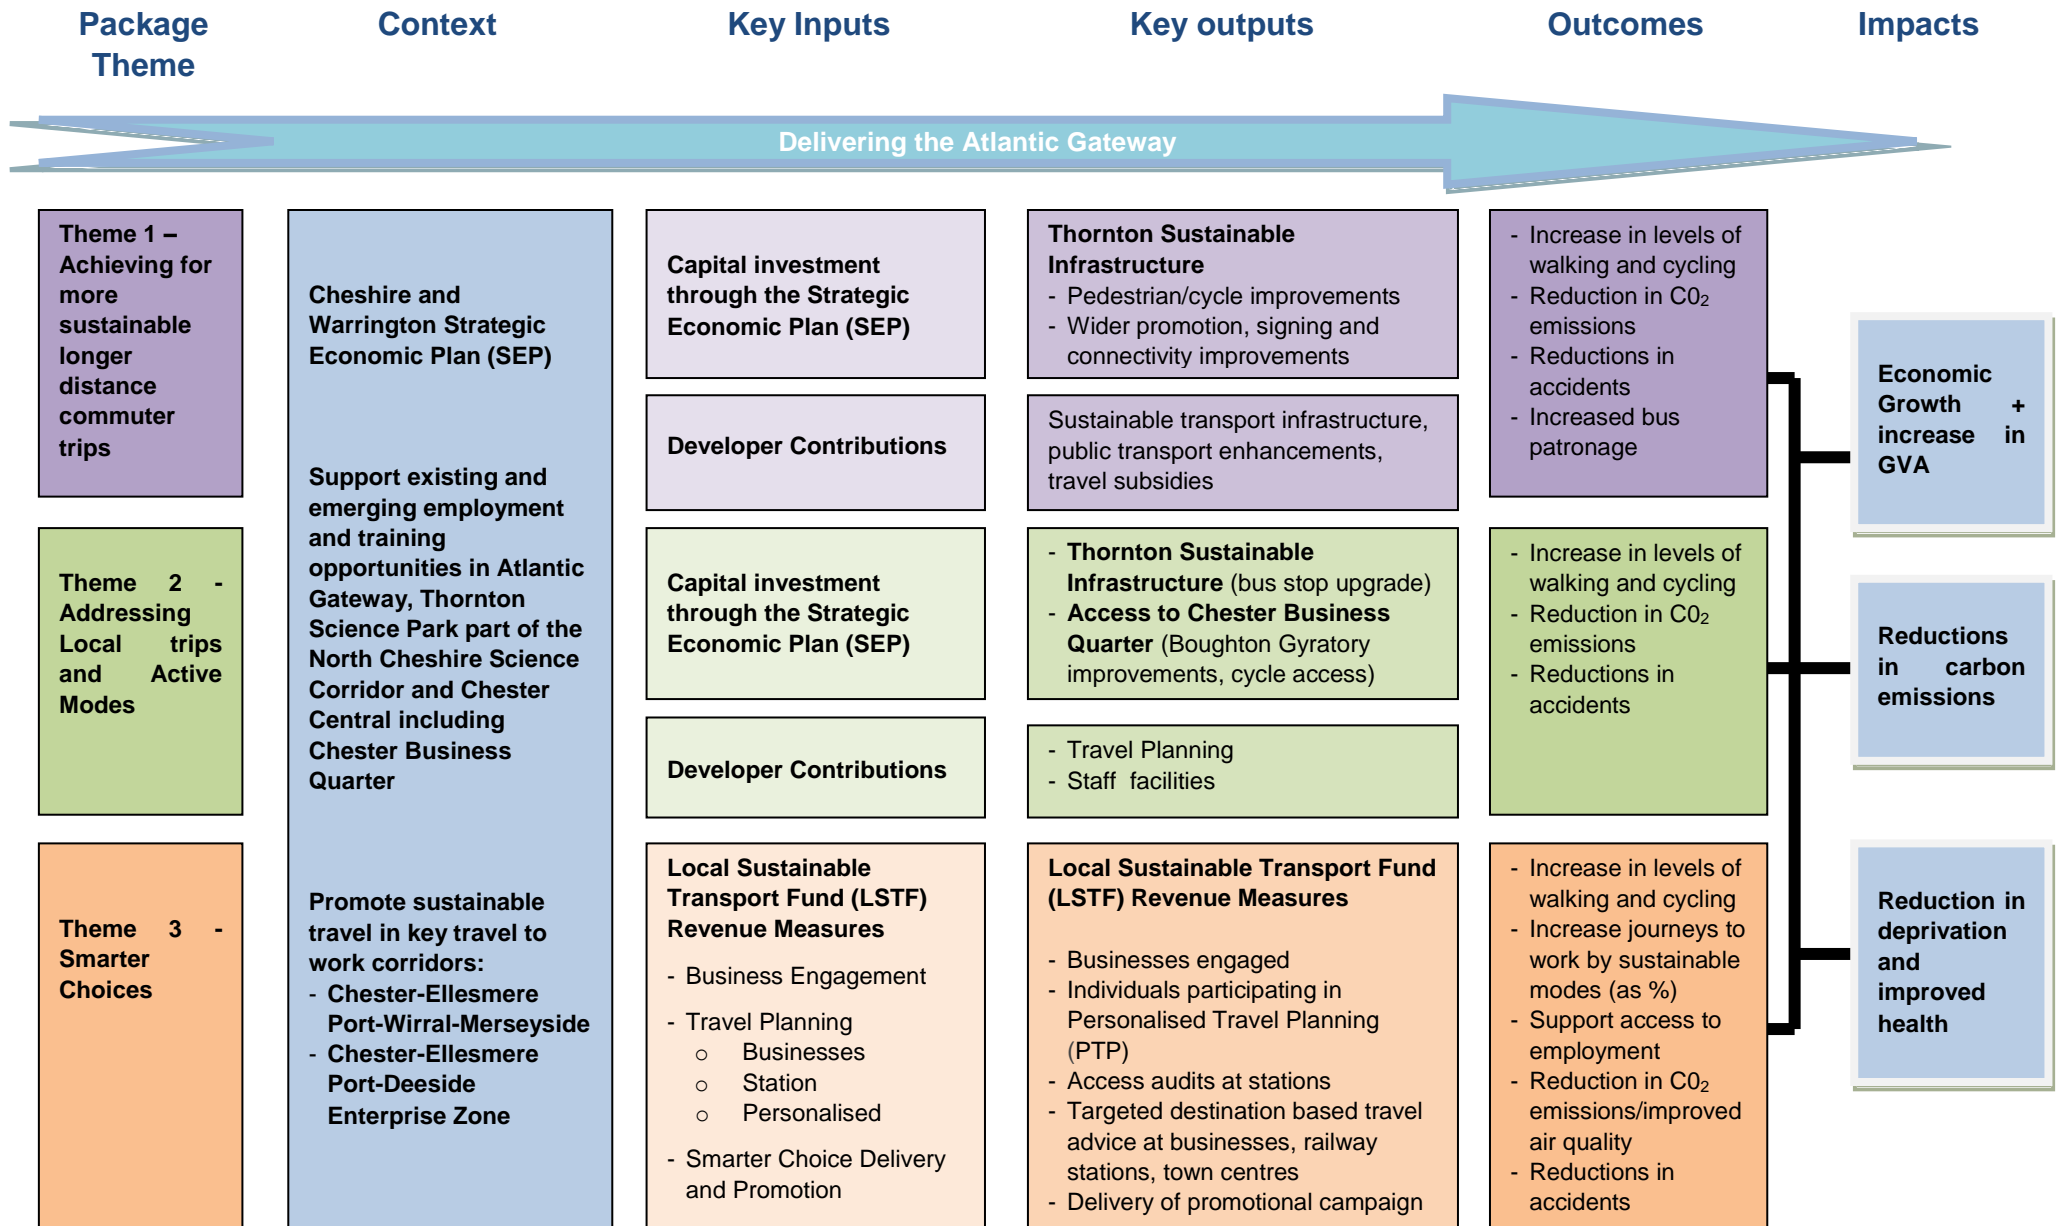 Package
Theme
Context
Key Inputs
Key outputs
Outcomes
Impacts
Delivering the Atlantic Gateway
Theme 1 –
Achieving for
more
sustainable
longer
distance
commuter
trips
Theme 2 -
Addressing
Local trips
and Active
Modes
Theme 3 -
Smarter
Choices
Cheshire and
Warrington Strategic
Economic Plan (SEP)
Support existing and
emerging employment
and training
opportunities in Atlantic
Gateway, Thornton
Science Park part of the
North Cheshire Science
Corridor and Chester
Central including
Chester Business
Quarter
Promote sustainable
travel in key travel to
work corridors:
- Chester-Ellesmere
Port-Wirral-Merseyside
- Chester-Ellesmere
Port-Deeside
Enterprise Zone
Capital investment
through the Strategic
Economic Plan (SEP)
Developer Contributions
Capital investment
through the Strategic
Economic Plan (SEP)
Developer Contributions
Local Sustainable
Transport Fund (LSTF)
Revenue Measures
- Business Engagement
- Travel Planning
o Businesses
o Station
o Personalised
- Smarter Choice Delivery
and Promotion
Thornton Sustainable
Infrastructure
- Pedestrian/cycle improvements
- Wider promotion, signing and
connectivity improvements
Sustainable transport infrastructure,
public transport enhancements,
travel subsidies
- Thornton Sustainable
Infrastructure (bus stop upgrade)
- Access to Chester Business
Quarter (Boughton Gyratory
improvements, cycle access)
- Travel Planning
- Staff facilities
Local Sustainable Transport Fund
(LSTF) Revenue Measures
- Businesses engaged
- Individuals participating in
Personalised Travel Planning
(PTP)
- Access audits at stations
- Targeted destination based travel
advice at businesses, railway
stations, town centres
- Delivery of promotional campaign
- Increase in levels of
walking and cycling
- Reduction in C0₂
emissions
- Reductions in
accidents
- Increased bus
patronage
- Increase in levels of
walking and cycling
- Reduction in C0₂
emissions
- Reductions in
accidents
- Increase in levels of
walking and cycling
- Increase journeys to
work by sustainable
modes (as %)
- Support access to
employment
- Reduction in C0₂
emissions/improved
air quality
- Reductions in
accidents
Economic
Growth +
increase in
GVA
Reductions
in carbon
emissions
Reduction in
deprivation
and
improved
health